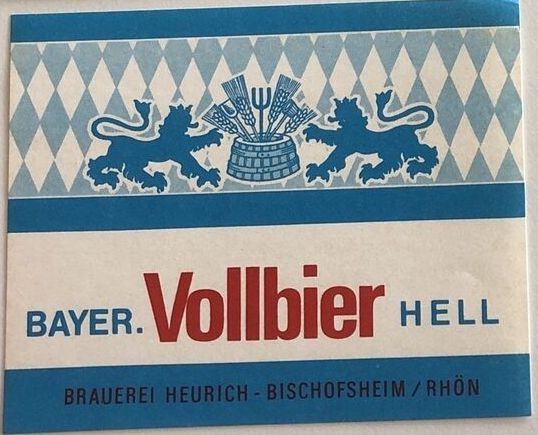 BAYER. Vollbier HELL
BRAUEREI HEURICH - BISCHOFSHEIM / RHÖN